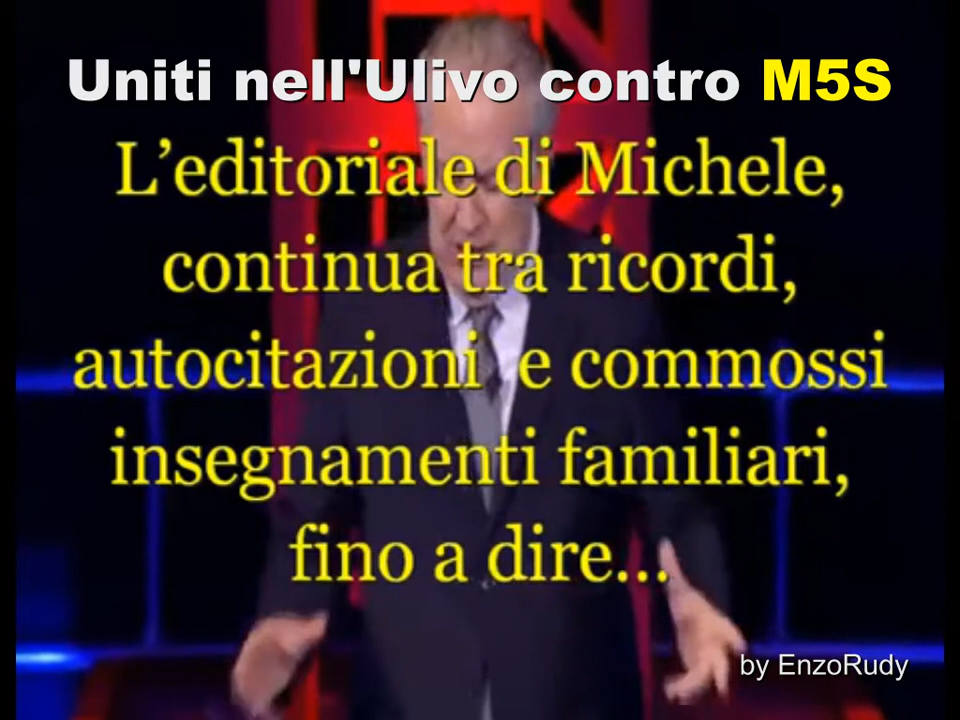 Uniti nell'Ulivo contro M5S
L’editoriale di Michele,
continua tra ricordi,
autocitazioni e commossi
insegnamenti familiari,
fino a dire...
by EnzoRudy